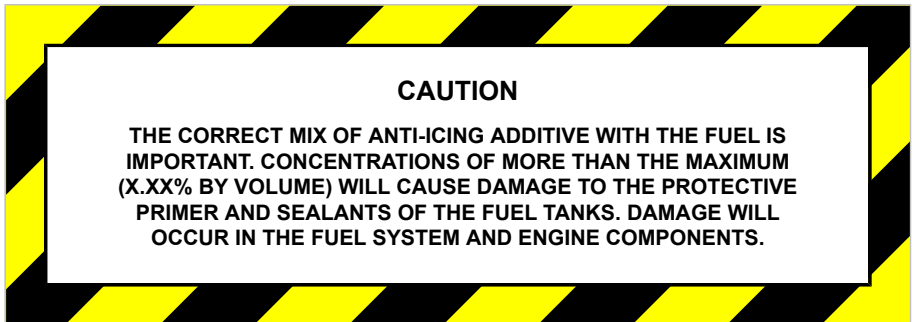 CAUTION
THE CORRECT MIX OF ANTI-ICING ADDITIVE WITH THE FUEL IS
IMPORTANT. CONCENTRATIONS OF MORE THAN THE MAXIMUM
(X.XX% BY VOLUME) WILL CAUSE DAMAGE TO THE PROTECTIVE
PRIMER AND SEALANTS OF THE FUEL TANKS. DAMAGE WILL
OCCUR IN THE FUEL SYSTEM AND ENGINE COMPONENTS.